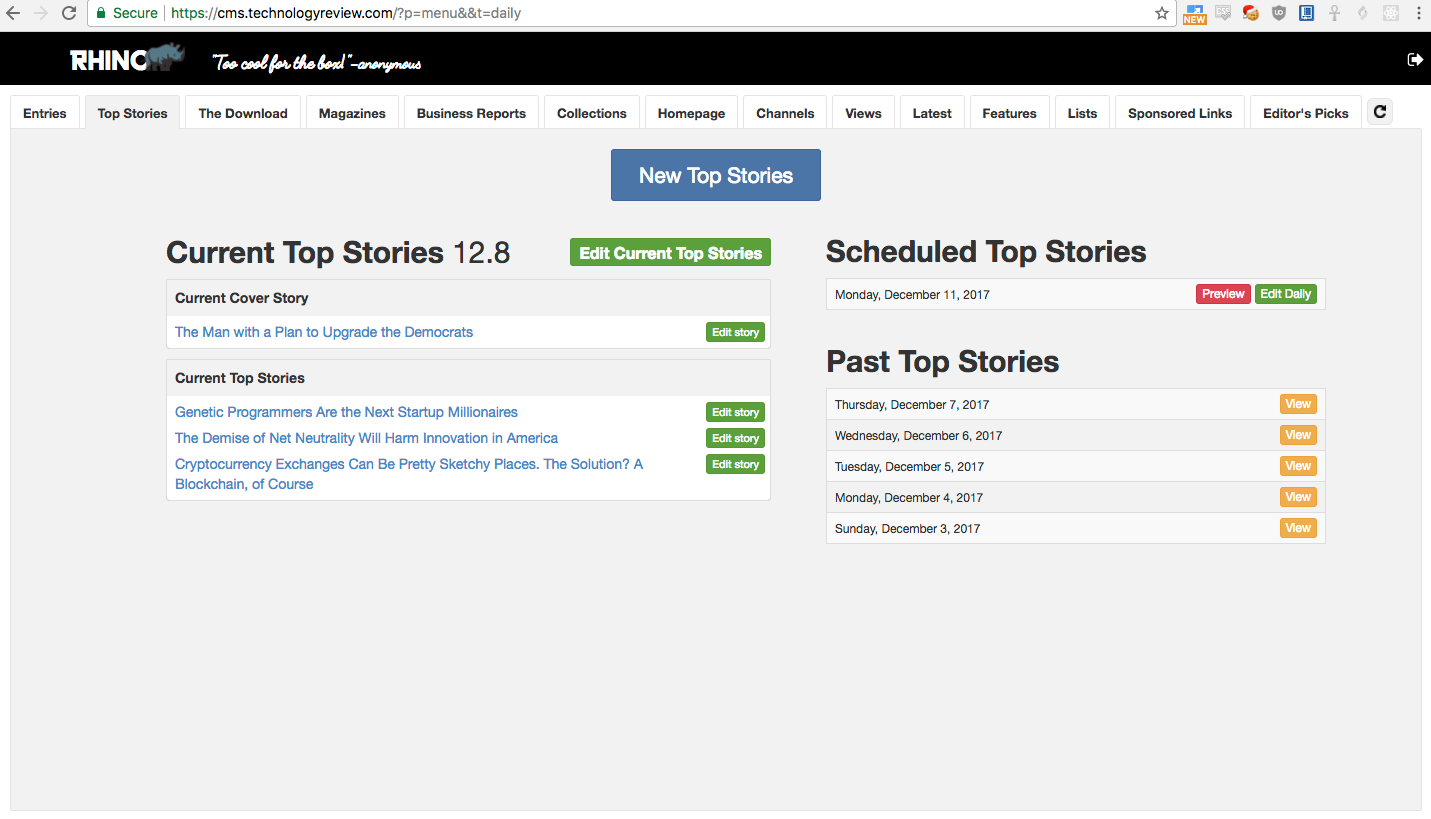 Secure https://cms.technologyreview.com/?p=menu&&t=daily
NEW
RHINO "Too cool for the box!" -anonymous
Entries Top Stories The Download Magazines Business Reports Collections Homepage Channels Views Latest Features Lists Sponsored Links Editor's Picks
New Top Stories
Current Top Stories 12.8 Edit Current Top Stories
Current Cover Story
The Man with a Plan to Upgrade the Democrats Edit story
Current Top Stories
Genetic Programmers Are the Next Startup Millionaires Edit story
The Demise of Net Neutrality Will Harm Innovation in America Edit story
Cryptocurrency Exchanges Can Be Pretty Sketchy Places. The Solution? A Edit story
Blockchain, of Course
Scheduled Top Stories
Monday, December 11, 2017 Preview Edit Daily
Past Top Stories
Thursday, December 7, 2017 View
Wednesday, December 6, 2017 View
Tuesday, December 5, 2017 View
Monday, December 4, 2017 View
Sunday, December 3, 2017 View